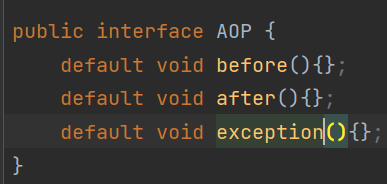 public interface AOP {
    default void before(){};
    default void after(){};
    default void exception(){};
}